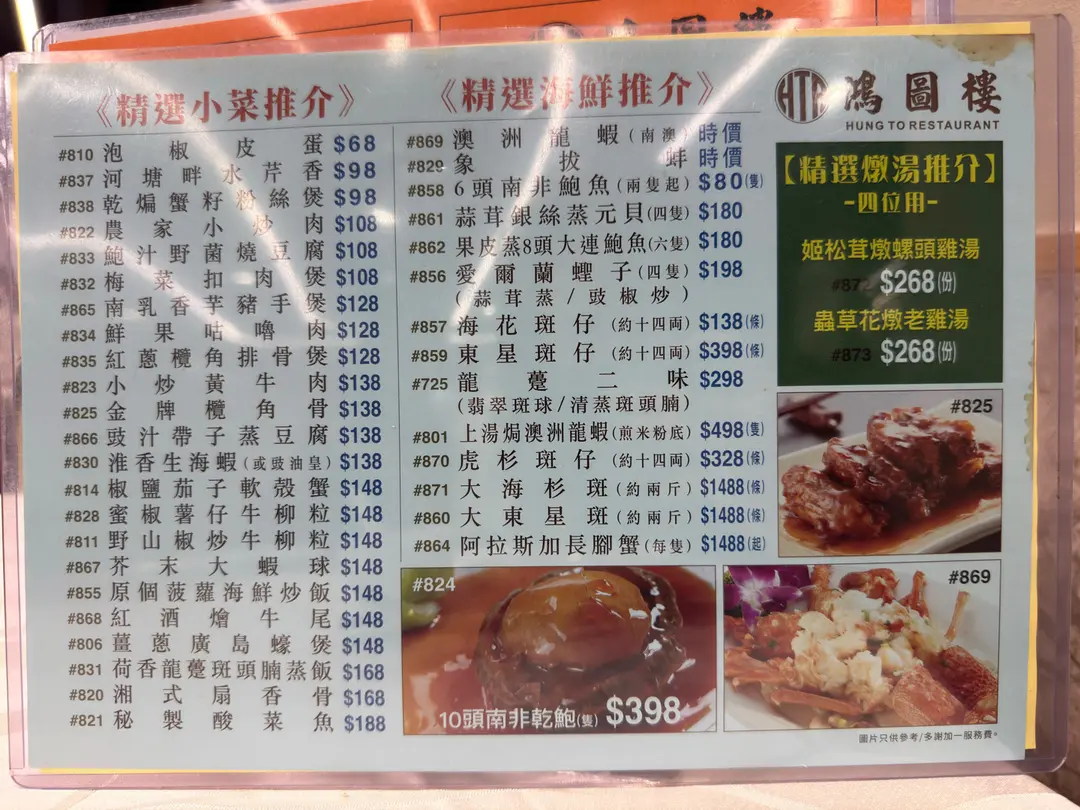 《精選小菜推介》
#810 泡椒皮蛋 $68
#837 河塘畔水芹香 $98
#838 乾煸蟹籽粉絲煲 $98
#822 農家小炒肉 $108
#833 鮑汁野菌燒豆腐 $108
#832 梅菜扣肉煲 $108
#865 南乳香芋豬手煲 $128
#834 鮮果咕嚕肉 $128
#835 紅蔥欖角排骨煲 $128
#823 小炒黃牛肉 $138
#825 金牌欖角骨 $138
#866 豉汁帶子蒸豆腐 $138
#830 淮香生海蝦(或豉油皇) $138
#814 椒鹽茄子軟殼蟹 $148
#828 蜜椒薯仔牛柳粒 $148
#811 野山椒炒牛柳粒 $148
#867 芥末大蝦球 $148
#855 原個菠蘿海鮮炒飯 $148
#868 紅酒燴牛尾 $148
#806 薑蔥廣島蠔煲 $148
#831 荷香龍躉斑頭腩蒸飯 $168
#820 湘式扇香骨 $168
#821 秘製酸菜魚 $188
《精選海鮮推介》
#869 澳洲龍蝦(南澳) 時價
#829 象拔蚌 時價
#858 6頭南非鮑魚(兩隻起) $80(隻)
#861 蒜茸銀絲蒸元貝(四隻) $180
#862 果皮蒸8頭大連鮑魚(六隻) $180
#856 愛爾蘭蟶子(四隻) $198
(蒜茸蒸/豉椒炒)
#857 海花斑仔(約十四両) $138(條)
#859 東星斑仔(約十四両) $398(條)
#725 龍躉二味 $298
(翡翠斑球/清蒸斑頭腩)
#801 上湯焗澳洲龍蝦(煎米粉底) $498(隻)
#870 虎杉斑仔(約十四両) $328(條)
#871 大海杉斑(約兩斤) $1488(條)
#860 大東星斑(約兩斤) $1488(條)
#864 阿拉斯加長腳蟹(每隻) $1488(起)
#824
10頭南非乾鮑(隻) $398
HTR 鴻圖樓
HUNG TO RESTAURANT
【精選燉湯推介】
-四位用-
姬松茸燉螺頭雞湯
#872 $268(份)
蟲草花燉老雞湯
#873 $268(份)
#825
#869
圖片只供參考/多謝加一服務費。